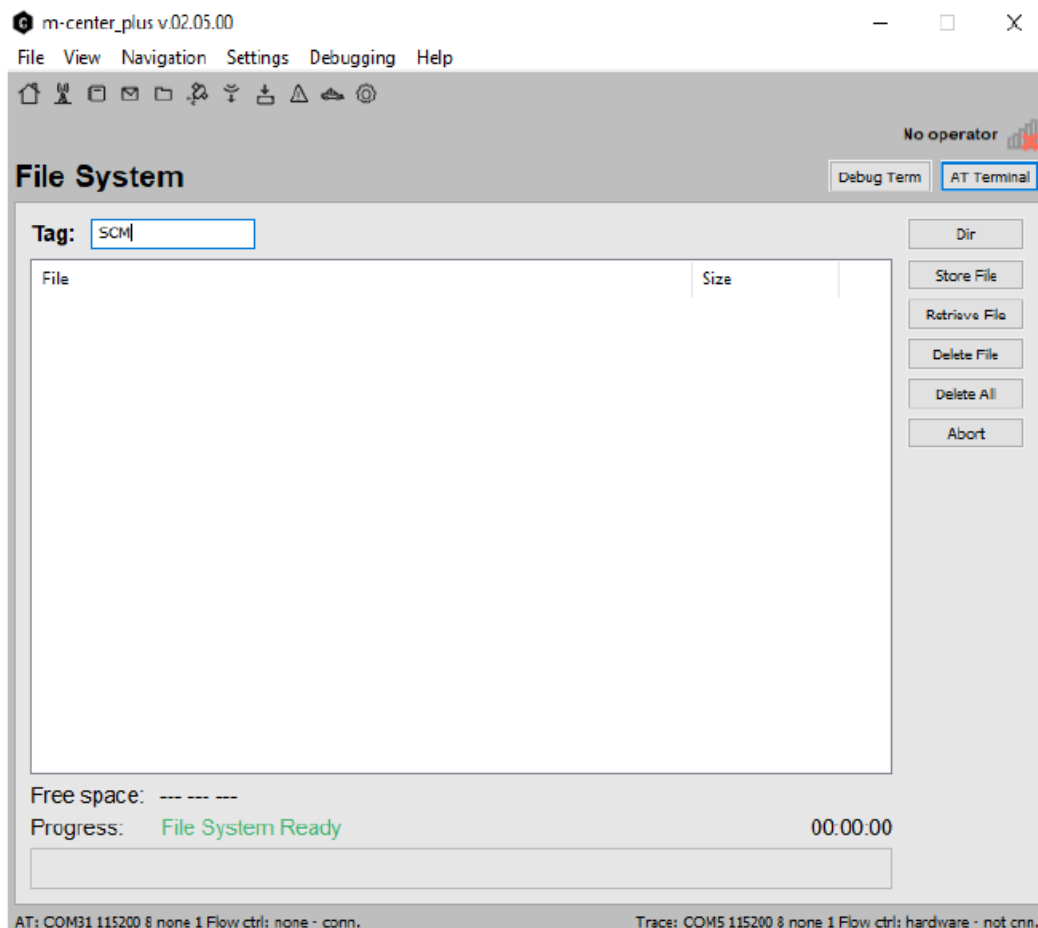 m-center_plus v.02.05.00
File View Navigation Settings Debugging Help
No operator
File System
Debug Term AT Terminal
Tag: SCM
Dir
File Size
Store File
Retrieve File
Delete File
Delete All
Abort
Free space: --- --- ---
Progress: File System Ready 00:00:00
AT: COM31 115200 8 none 1 Flow ctrl: none - conn. Trace: COM5 115200 8 none 1 Flow ctrl: hardware - not cnn.